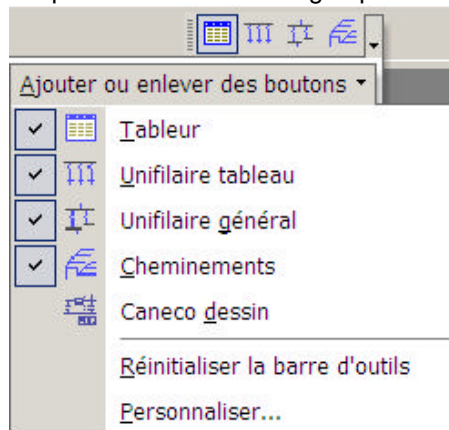 Ajouter ou enlever des boutons
Tableur
Unifilaire tableau
Unifilaire général
Cheminements
Caneco dessin
Réinitialiser la barre d'outils
Personnaliser...